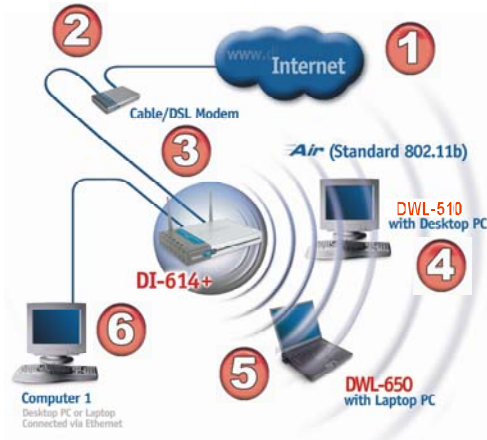 2
www.d
Internet
1
Cable/DSL Modem
3
Air (Standard 802.11b)
DWL-510
with Desktop PC
DI-614+
4
6
5
DWL-650
with Laptop PC
Computer 1
Desktop PC or Laptop
Connected via Ethernet